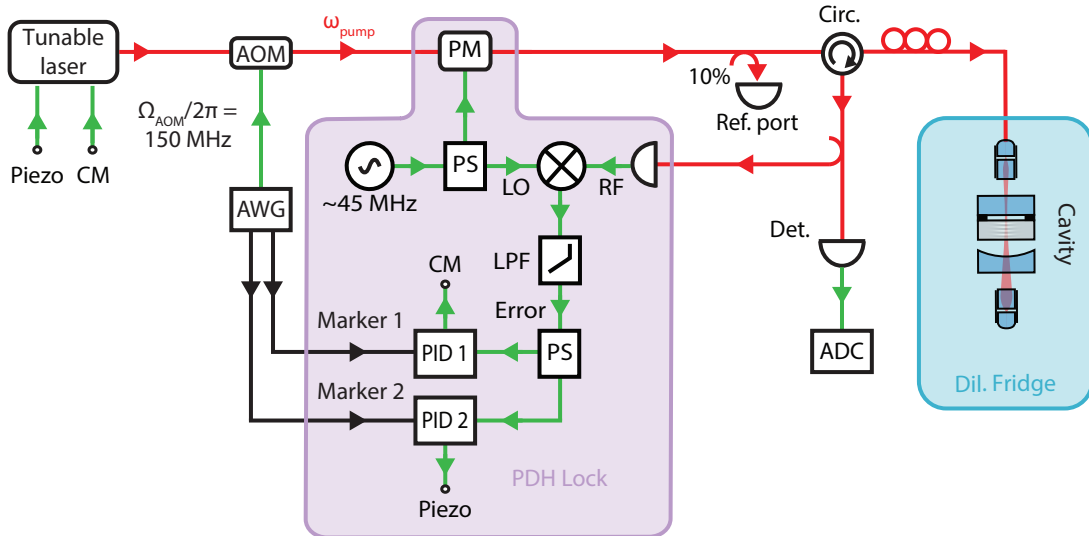 Tunable
laser
AOM
ω_pump
PM
Circ.
10%
Ref. port
Ω_AOM/2π =
150 MHz
Piezo
CM
PS
LO
RF
~45 MHz
AWG
Det.
Cavity
LPF
CM
Error
Marker 1
PID 1
PS
ADC
Marker 2
PID 2
Dil. Fridge
PDH Lock
Piezo